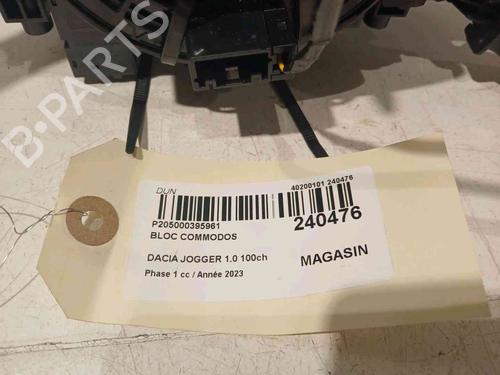 B-PARTS
DUN
40200101 240476
P205000395961
240476
BLOC COMMODOS
DACIA JOGGER 1.0 100ch
MAGASIN
Phase 1 cc / Année 2023